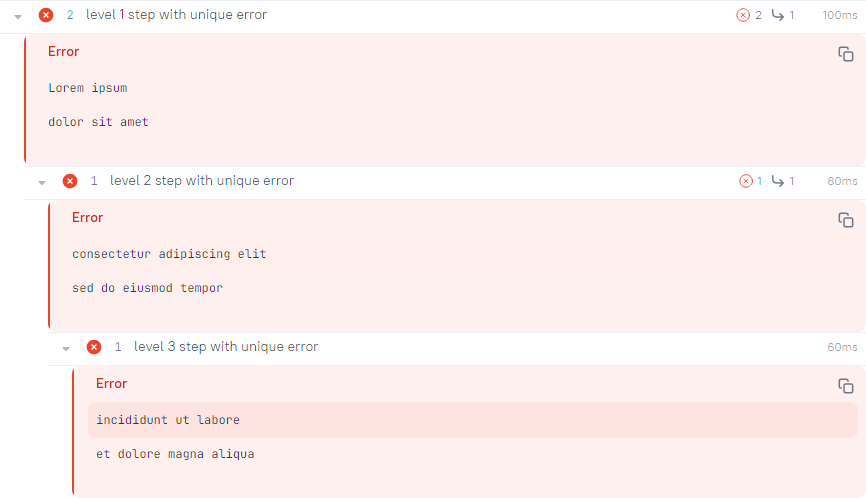 2 level 1 step with unique error 2 1 100ms
Error
Lorem ipsum
dolor sit amet
1 level 2 step with unique error 1 1 80ms
Error
consectetur adipiscing elit
sed do eiusmod tempor
1 level 3 step with unique error 60ms
Error
incididunt ut labore
et dolore magna aliqua